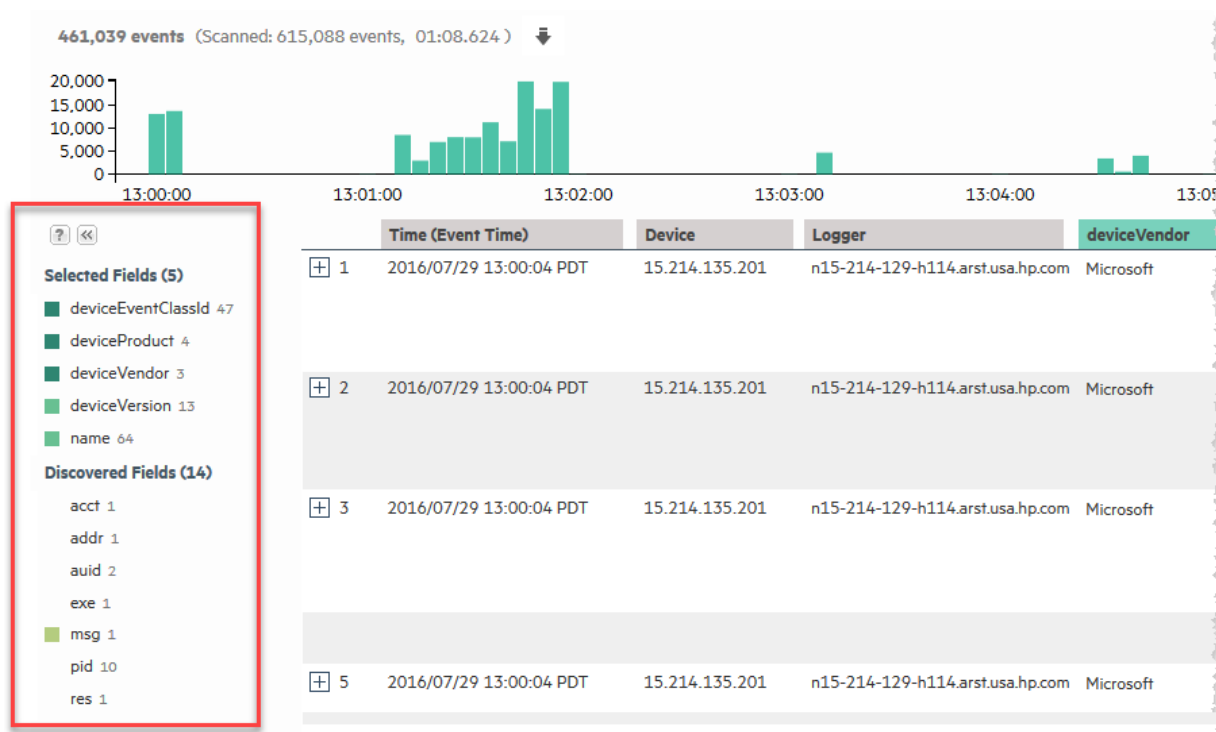 461,039 events (Scanned: 615,088 events, 01:08.624 )
20,000
15,000
10,000
5,000
0
13:00:00 13:01:00 13:02:00 13:03:00 13:04:00 13:05
?
Selected Fields (5)
deviceEventClassId 47
deviceProduct 4
deviceVendor 3
deviceVersion 13
name 64
Discovered Fields (14)
acct 1
addr 1
auid 2
exe 1
msg 1
pid 10
res 1
Time (Event Time) Device Logger deviceVendor
1 2016/07/29 13:00:04 PDT 15.214.135.201 n15-214-129-h114.arst.usa.hp.com Microsoft
2 2016/07/29 13:00:04 PDT 15.214.135.201 n15-214-129-h114.arst.usa.hp.com Microsoft
3 2016/07/29 13:00:04 PDT 15.214.135.201 n15-214-129-h114.arst.usa.hp.com Microsoft
5 2016/07/29 13:00:04 PDT 15.214.135.201 n15-214-129-h114.arst.usa.hp.com Microsoft